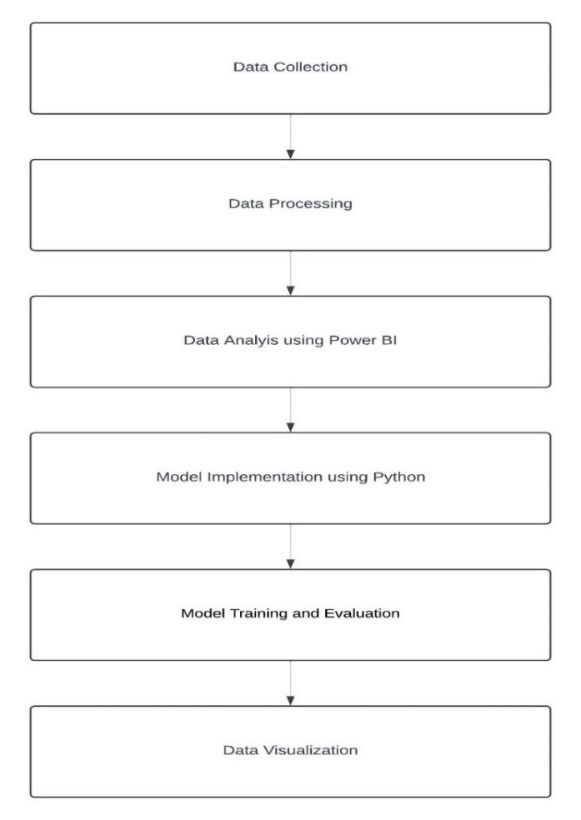 Data Collection
Data Processing
Data Analyis using Power BI
Model Implementation using Python
Model Training and Evaluation
Data Visualization